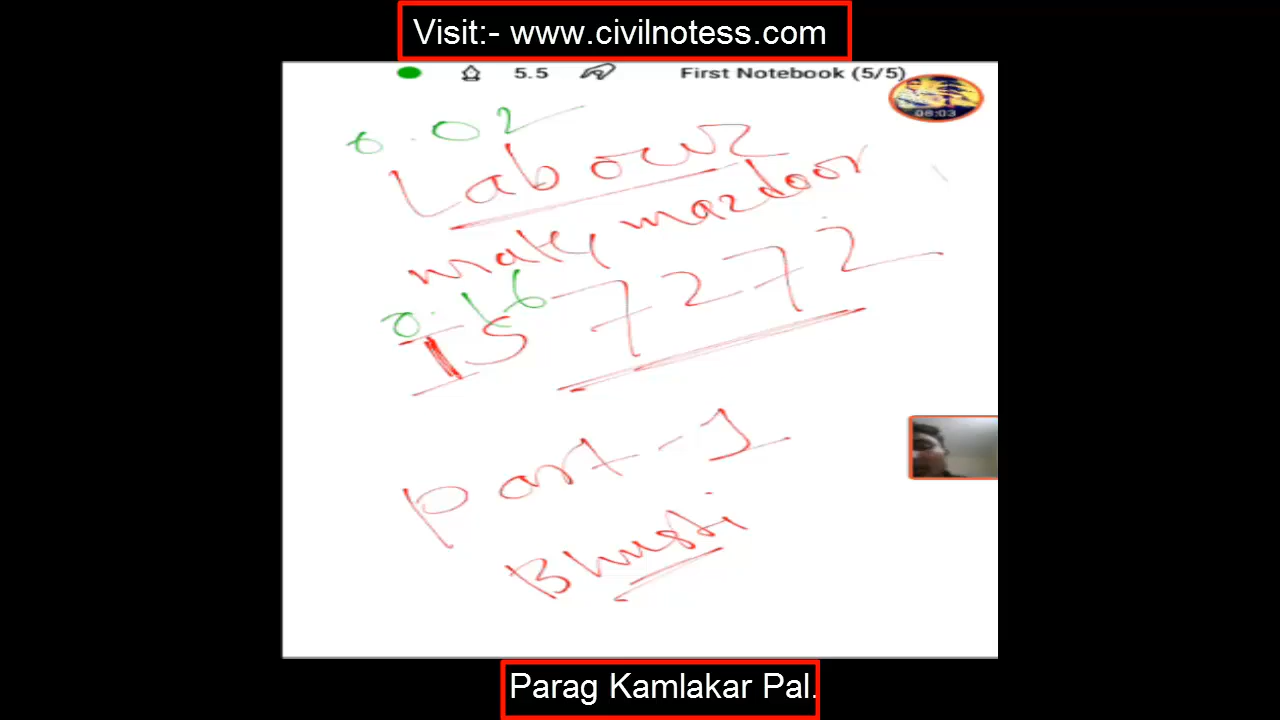 Visit:- www.civilnotess.com
5.5 First Notebook (5/5)
08:03
0.02
Labour
mate, mazdoor
0.16
IS 7272
Part-1
Bhisti
Parag Kamlakar Pal.